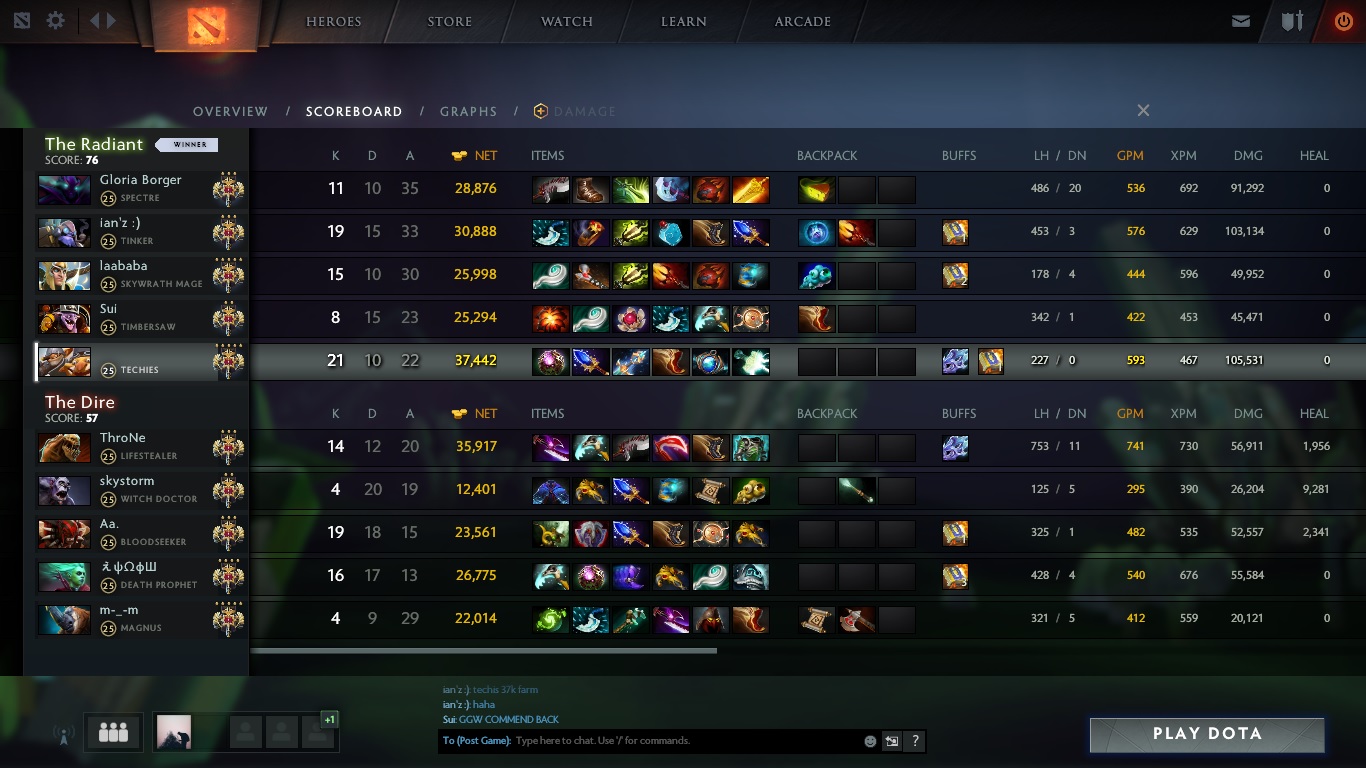 HEROES STORE WATCH LEARN ARCADE
OVERVIEW / SCOREBOARD / GRAPHS / DAMAGE
The Radiant WINNER
SCORE: 76
K D A NET ITEMS BACKPACK BUFFS LH / DN GPM XPM DMG HEAL
Gloria Borger
25 SPECTRE
11 10 35 28,876 486 / 20 536 692 91,292 0
ian'z :)
25 TINKER
19 15 33 30,888 453 / 3 576 629 103,134 0
laababa
25 SKYWRATH MAGE
15 10 30 25,998 2 178 / 4 444 596 49,952 0
Sui
25 TIMBERSAW
8 15 23 25,294 342 / 1 422 453 45,471 0
25 TECHIES
21 10 22 37,442 227 / 0 593 467 105,531 0
The Dire
SCORE: 57
K D A NET ITEMS BACKPACK BUFFS LH / DN GPM XPM DMG HEAL
ThroNe
25 LIFESTEALER
14 12 20 35,917 753 / 11 741 730 56,911 1,956
skystorm
25 WITCH DOCTOR
4 20 19 12,401 125 / 5 295 390 26,204 9,281
Aa.
25 BLOODSEEKER
19 18 15 23,561 325 / 1 482 535 52,557 2,341
えψΩφШ
25 DEATH PROPHET
16 17 13 26,775 428 / 4 540 676 55,584 0
m-_-m
25 MAGNUS
4 9 29 22,014 321 / 5 412 559 20,121 0
ian'z :): techis 37k farm
ian'z :): haha
Sui: GGW COMMEND BACK
To (Post Game): Type here to chat. Use '/' for commands. ?
+1
PLAY DOTA